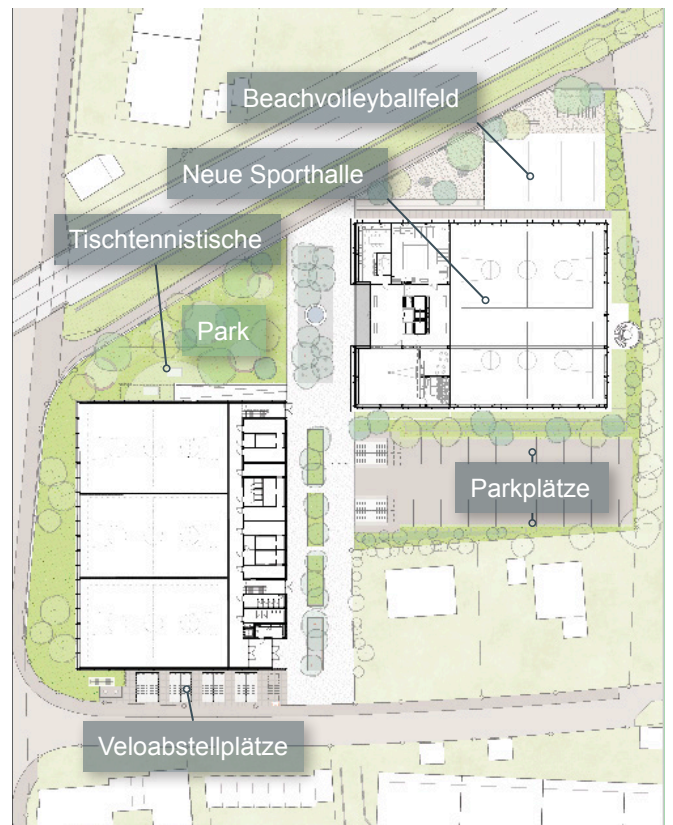 Beachvolleyballfeld
Neue Sporthalle
Tischtennistische
Park
Parkplätze
Veloabstellplätze